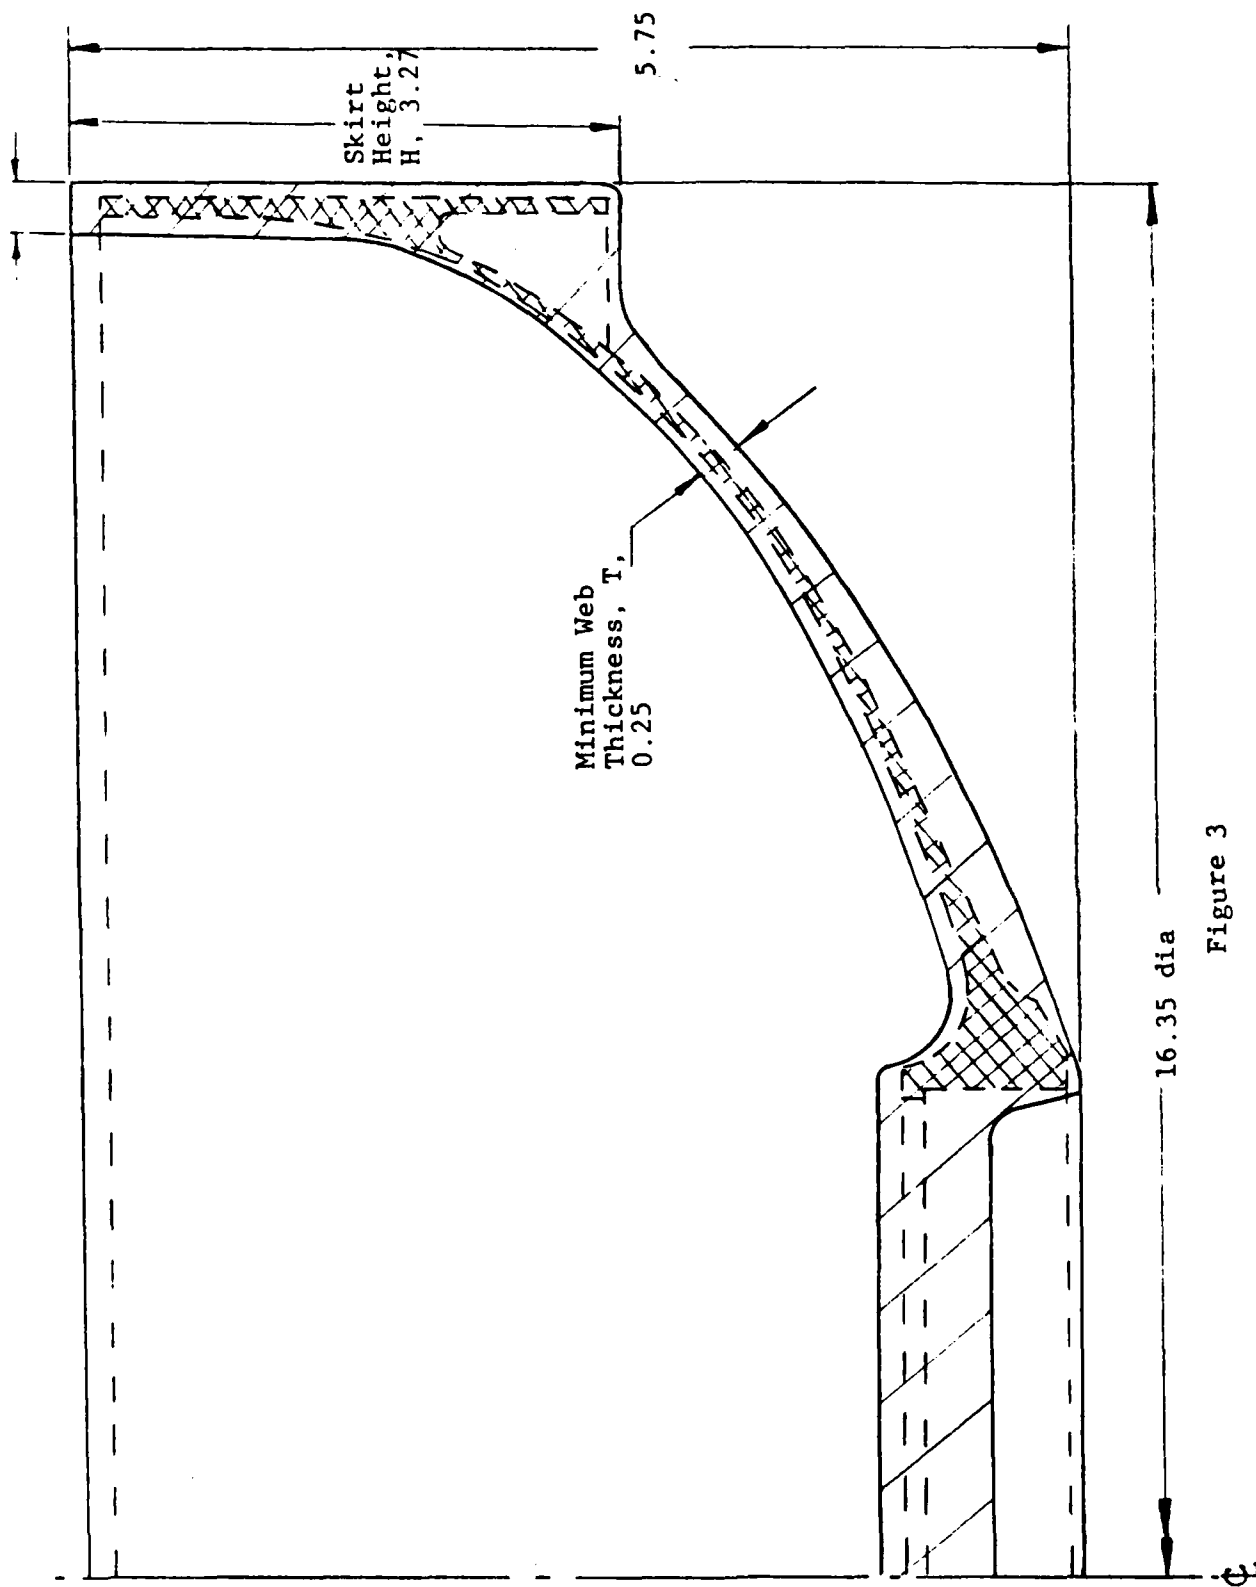 5.75
Skirt
Height,
H, 3.27
Minimum Web
Thickness, T,
0.25
16.35 dia
Figure 3